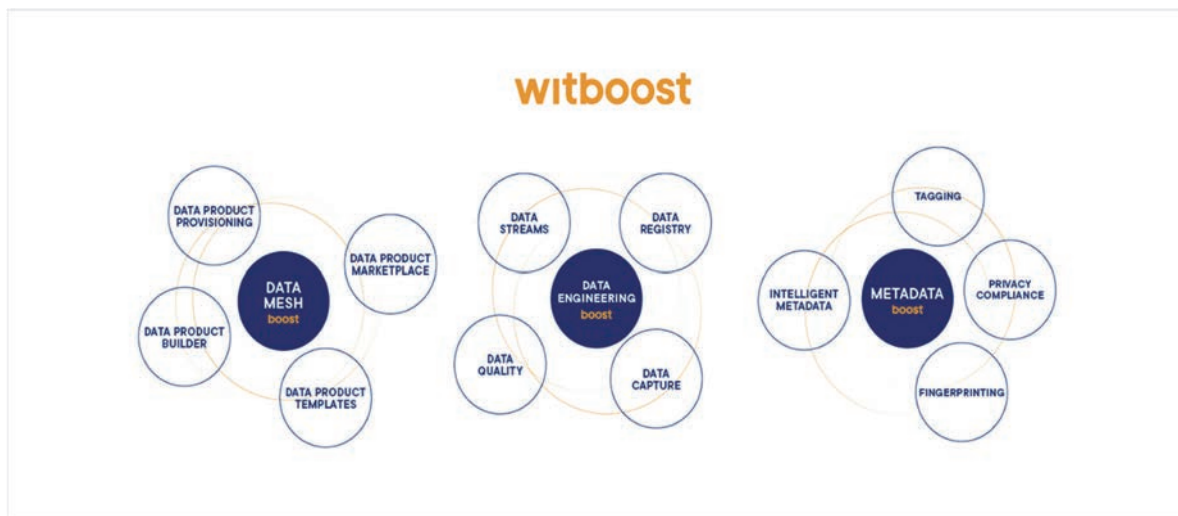 witboost
DATA PRODUCT
PROVISIONING
DATA PRODUCT
MARKETPLACE
DATA
MESH
boost
DATA PRODUCT
BUILDER
DATA PRODUCT
TEMPLATES
DATA
STREAMS
DATA
REGISTRY
DATA
ENGINEERING
boost
DATA
QUALITY
DATA
CAPTURE
TAGGING
INTELLIGENT
METADATA
METADATA
boost
PRIVACY
COMPLIANCE
FINGERPRINTING